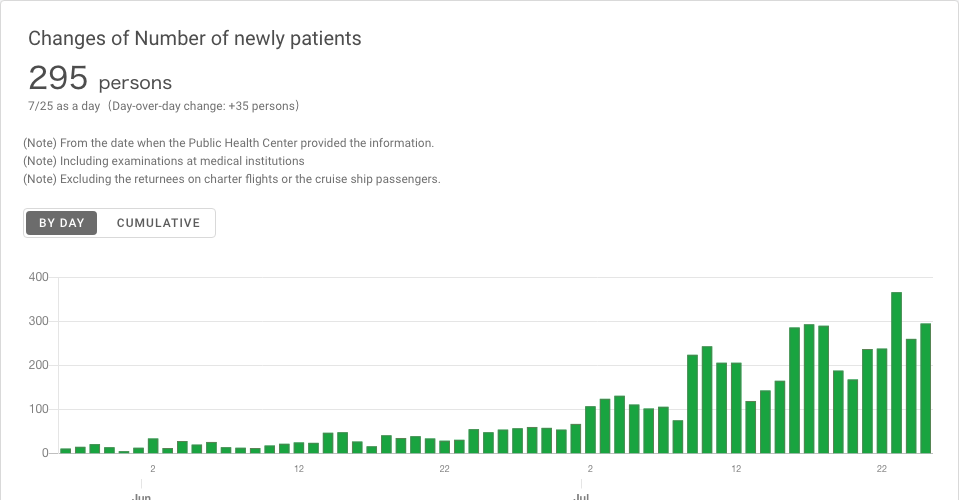 Changes of Number of newly patients
295 persons
7/25 as a day（Day-over-day change: +35 persons）
(Note) From the date when the Public Health Center provided the information.
(Note) Including examinations at medical institutions
(Note) Excluding the returnees on charter flights or the cruise ship passengers.
BY DAY CUMULATIVE
400
300
200
100
0
2 12 22 2 12 22
Jun Jul